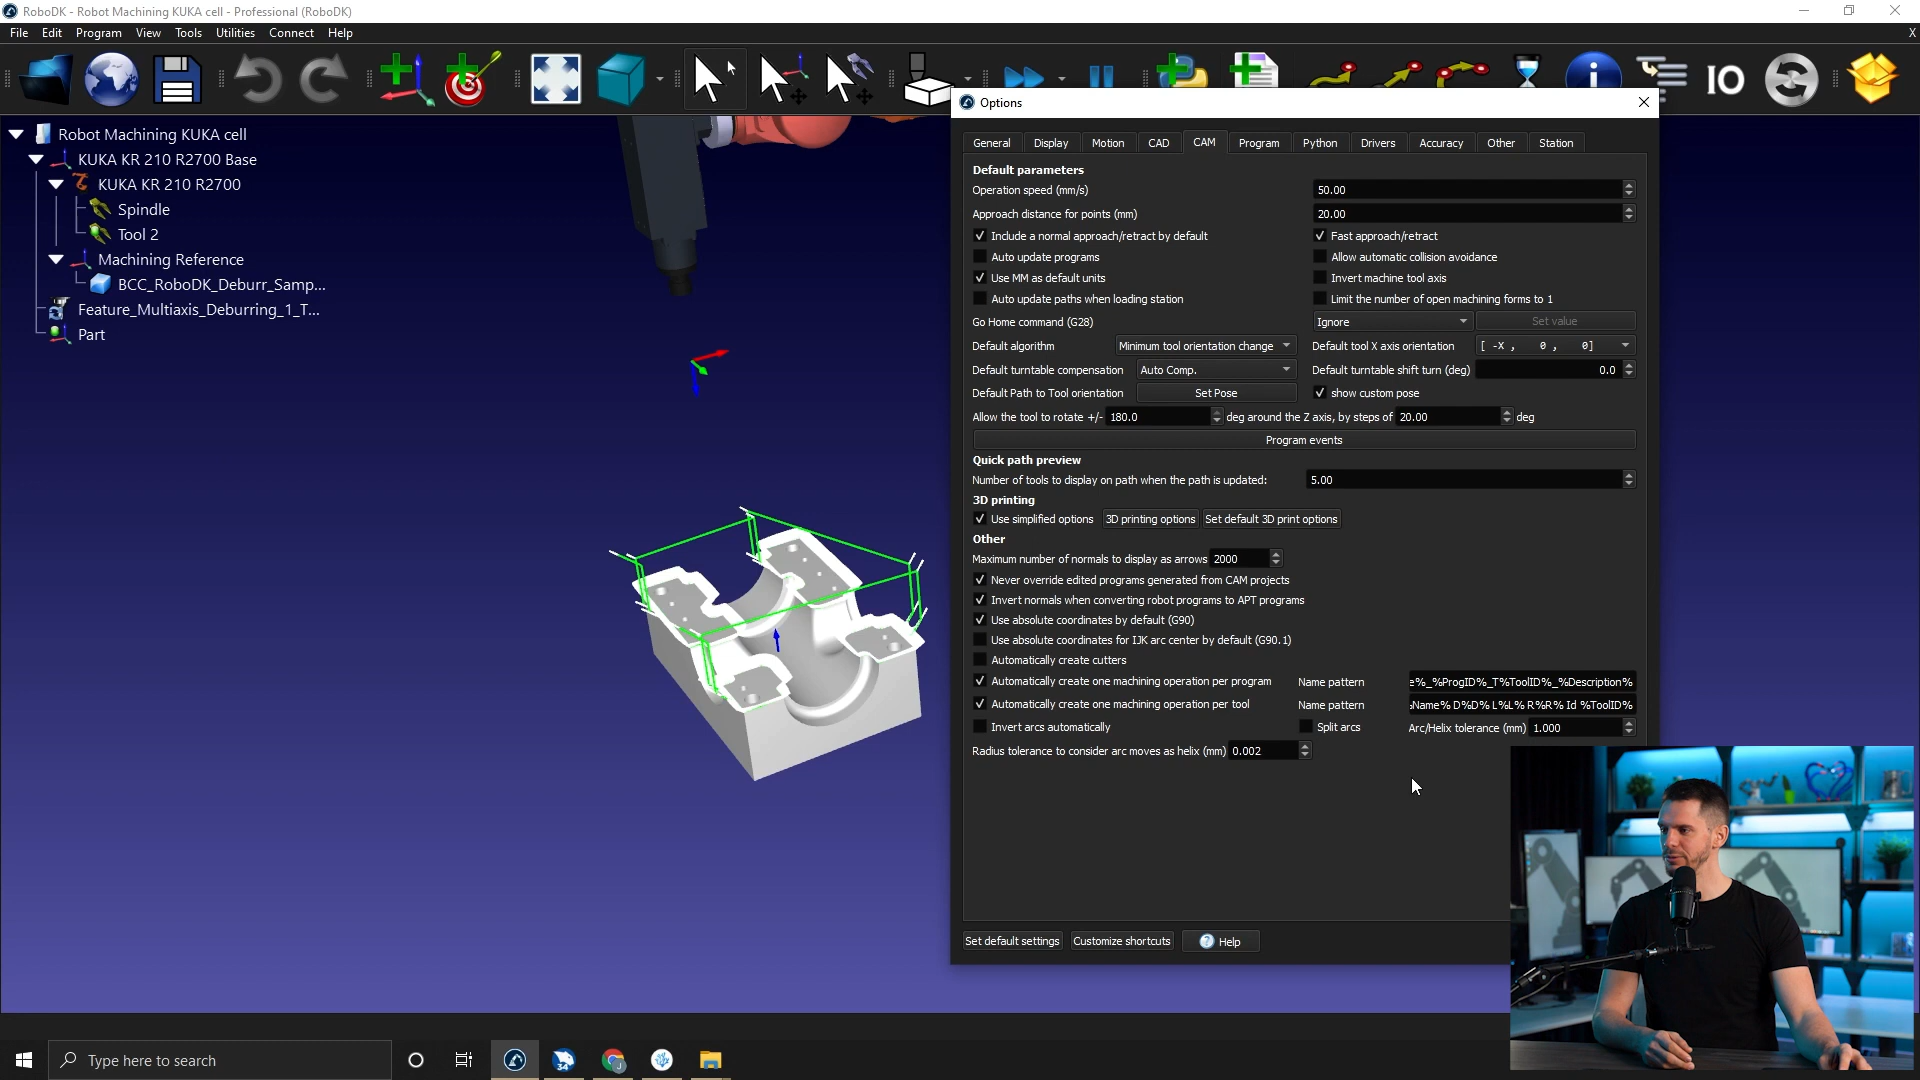 RoboDK - Robot Machining KUKA cell - Professional (RoboDK)
File Edit Program View Tools Utilities Connect Help X
IO
Robot Machining KUKA cell
KUKA KR 210 R2700 Base
KUKA KR 210 R2700
Spindle
Tool 2
Machining Reference
BCC_RoboDK_Deburr_Samp...
Feature_Multiaxis_Deburring_1_T...
Part
Options
General Display Motion CAD CAM Program Python Drivers Accuracy Other Station
Default parameters
Operation speed (mm/s) 50.00
Approach distance for points (mm) 20.00
Include a normal approach/retract by default Fast approach/retract
Auto update programs Allow automatic collision avoidance
Use MM as default units Invert machine tool axis
Auto update paths when loading station Limit the number of open machining forms to 1
Go Home command (G28) Ignore Set value
Default algorithm Minimum tool orientation change Default tool X axis orientation [ -X , 0 , 0]
Default turntable compensation Auto Comp. Default turntable shift turn (deg) 0.0
Default Path to Tool orientation Set Pose show custom pose
Allow the tool to rotate +/- 180.0 deg around the Z axis, by steps of 20.00 deg
Program events
Quick path preview
Number of tools to display on path when the path is updated: 5.00
3D printing
Use simplified options 3D printing options Set default 3D print options
Other
Maximum number of normals to display as arrows 2000
Never override edited programs generated from CAM projects
Invert normals when converting robot programs to APT programs
Use absolute coordinates by default (G90)
Use absolute coordinates for IJK arc center by default (G90.1)
Automatically create cutters
Automatically create one machining operation per program Name pattern e%_%ProgID%_T%ToolID%_%Description%
Automatically create one machining operation per tool Name pattern %Name% D%D% L%L% R%R% Id %ToolID%
Invert arcs automatically Split arcs Arc/Helix tolerance (mm) 1.000
Radius tolerance to consider arc moves as helix (mm) 0.002
Set default settings Customize shortcuts Help
Type here to search
34